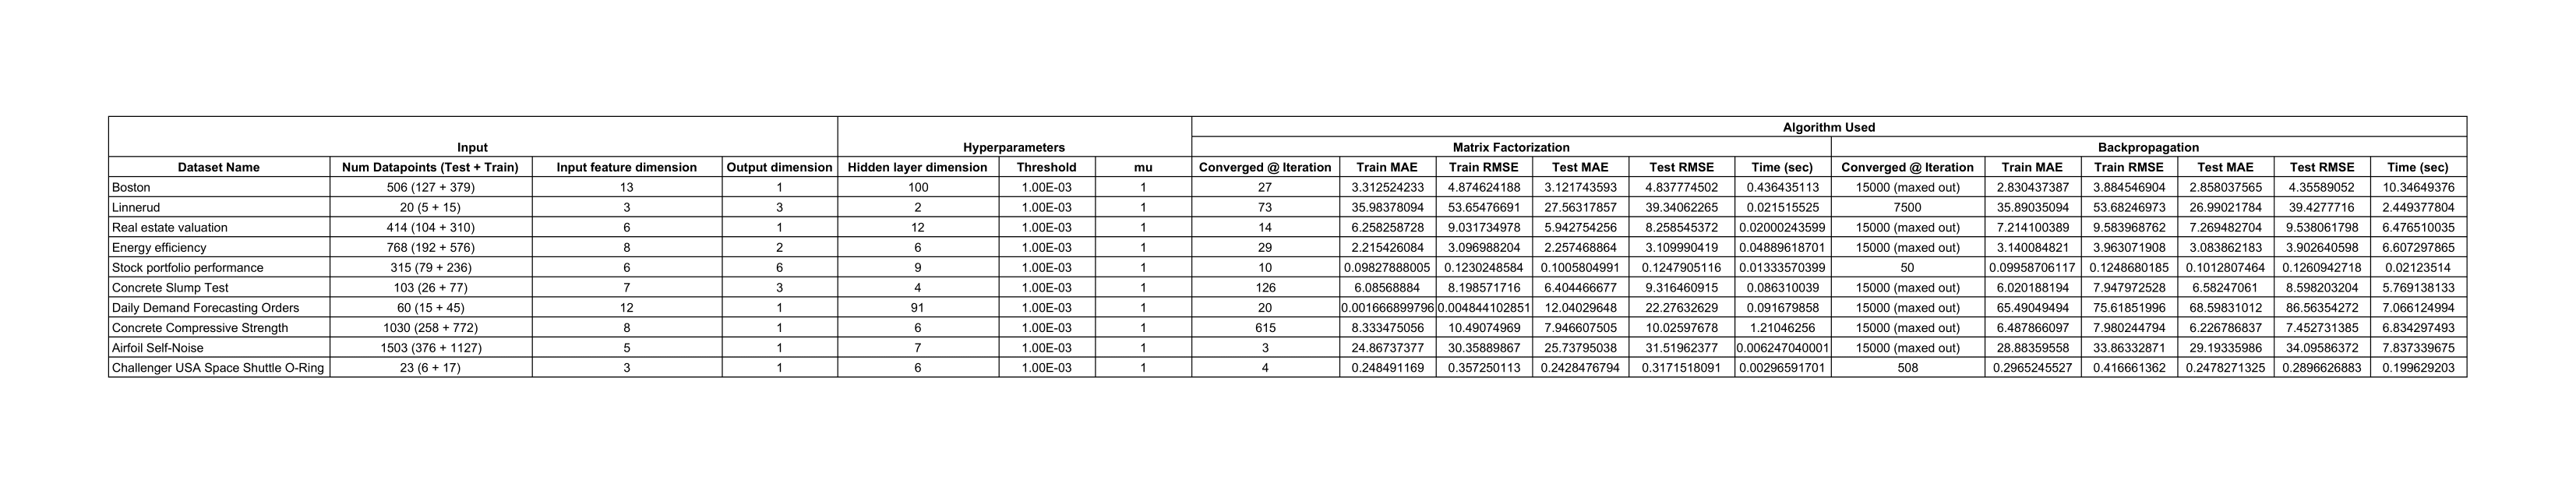 Algorithm Used
Input Hyperparameters Matrix Factorization Backpropagation
Dataset Name Num Datapoints (Test + Train) Input feature dimension Output dimension Hidden layer dimension Threshold mu Converged @ Iteration Train MAE Train RMSE Test MAE Test RMSE Time (sec) Converged @ Iteration Train MAE Train RMSE Test MAE Test RMSE Time (sec)
Boston 506 (127 + 379) 13 1 100 1.00E-03 1 27 3.312524233 4.874624188 3.121743593 4.837774502 0.436435113 15000 (maxed out) 2.830437387 3.884546904 2.858037565 4.35589052 10.34649376
Linnerud 20 (5 + 15) 3 3 2 1.00E-03 1 73 35.98378094 53.65476691 27.56317857 39.34062265 0.021515525 7500 35.89035094 53.68246973 26.99021784 39.4277716 2.449377804
Real estate valuation 414 (104 + 310) 6 1 12 1.00E-03 1 14 6.258258728 9.031734978 5.942754256 8.258545372 0.02000243599 15000 (maxed out) 7.214100389 9.583968762 7.269482704 9.538061798 6.476510035
Energy efficiency 768 (192 + 576) 8 2 6 1.00E-03 1 29 2.215426084 3.096988204 2.257468864 3.109990419 0.04889618701 15000 (maxed out) 3.140084821 3.963071908 3.083862183 3.902640598 6.607297865
Stock portfolio performance 315 (79 + 236) 6 6 9 1.00E-03 1 10 0.09827888005 0.1230248584 0.1005804991 0.1247905116 0.01333570399 50 0.09958706117 0.1248680185 0.1012807464 0.1260942718 0.02123514
Concrete Slump Test 103 (26 + 77) 7 3 4 1.00E-03 1 126 6.08568884 8.198571716 6.404466677 9.316460915 0.086310039 15000 (maxed out) 6.020188194 7.947972528 6.58247061 8.598203204 5.769138133
Daily Demand Forecasting Orders 60 (15 + 45) 12 1 91 1.00E-03 1 20 0.001666899796 0.004844102851 12.04029648 22.27632629 0.091679858 15000 (maxed out) 65.49049494 75.61851996 68.59831012 86.56354272 7.066124994
Concrete Compressive Strength 1030 (258 + 772) 8 1 6 1.00E-03 1 615 8.333475056 10.49074969 7.946607505 10.02597678 1.21046256 15000 (maxed out) 6.487866097 7.980244794 6.226786837 7.452731385 6.834297493
Airfoil Self-Noise 1503 (376 + 1127) 5 1 7 1.00E-03 1 3 24.86737377 30.35889867 25.73795038 31.51962377 0.006247040001 15000 (maxed out) 28.88359558 33.86332871 29.19335986 34.09586372 7.837339675
Challenger USA Space Shuttle O-Ring 23 (6 + 17) 3 1 6 1.00E-03 1 4 0.248491169 0.357250113 0.2428476794 0.3171518091 0.00296591701 508 0.2965245527 0.416661362 0.2478271325 0.2896626883 0.199629203